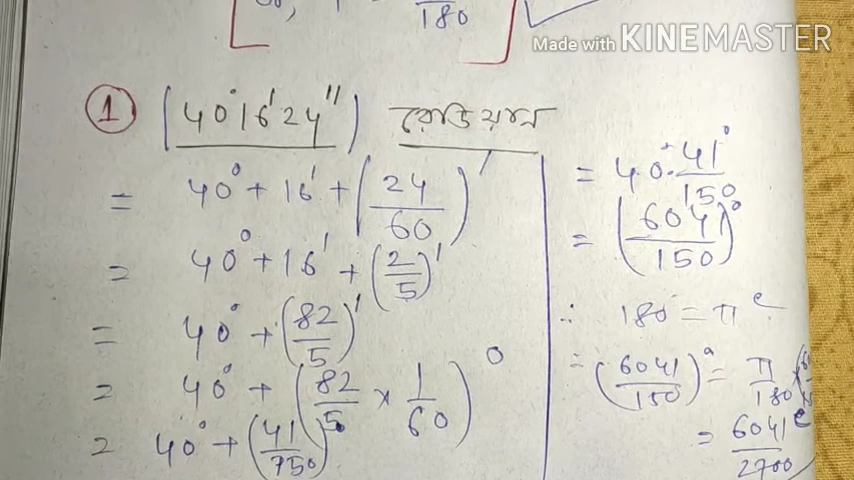 180
Made with KINEMASTER
① (40°16'24") রেডিয়ান
= 40° + 16' + (24/60)'
= 40° + 16' + (2/5)'
= 40° + (82/5)'
= 40° + (82/5 × 1/60)°
= 40° + (41/750)°
= 40° 41°/150
= (6041/150)°
∴ 180° = π^c
= (6041/150)° = π/180 ×
= 6041^c/2700